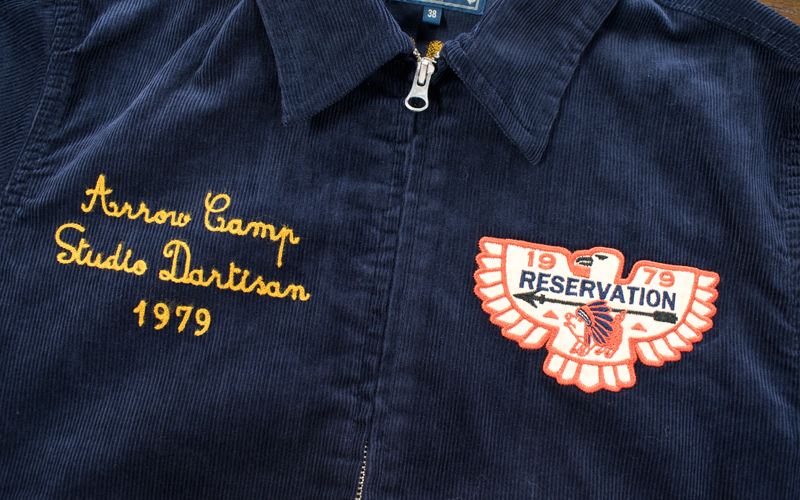 38
Arrow Camp
Studio Dartisan
1979
19 79
RESERVATION